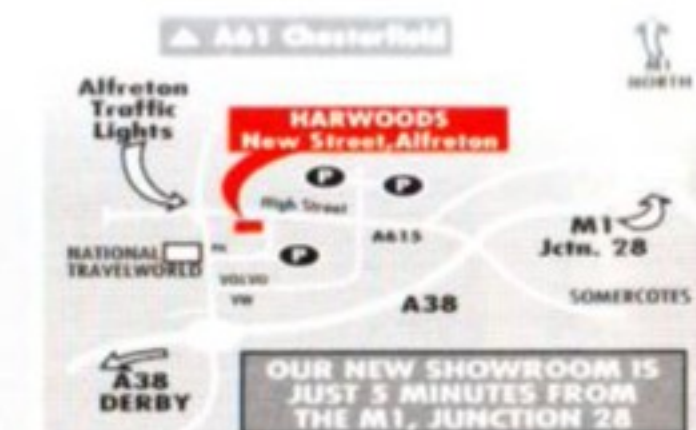 A61 Chesterfield
M1
NORTH
Alfreton
Traffic
Lights
HARWOODS
New Street, Alfreton
P
P
High Street
A615
M1
Jctn. 28
NATIONAL
TRAVELWORLD
P
VOLVO
VW
A38
SOMERCOTES
A38
DERBY
OUR NEW SHOWROOM IS
JUST 5 MINUTES FROM
THE M1, JUNCTION 28